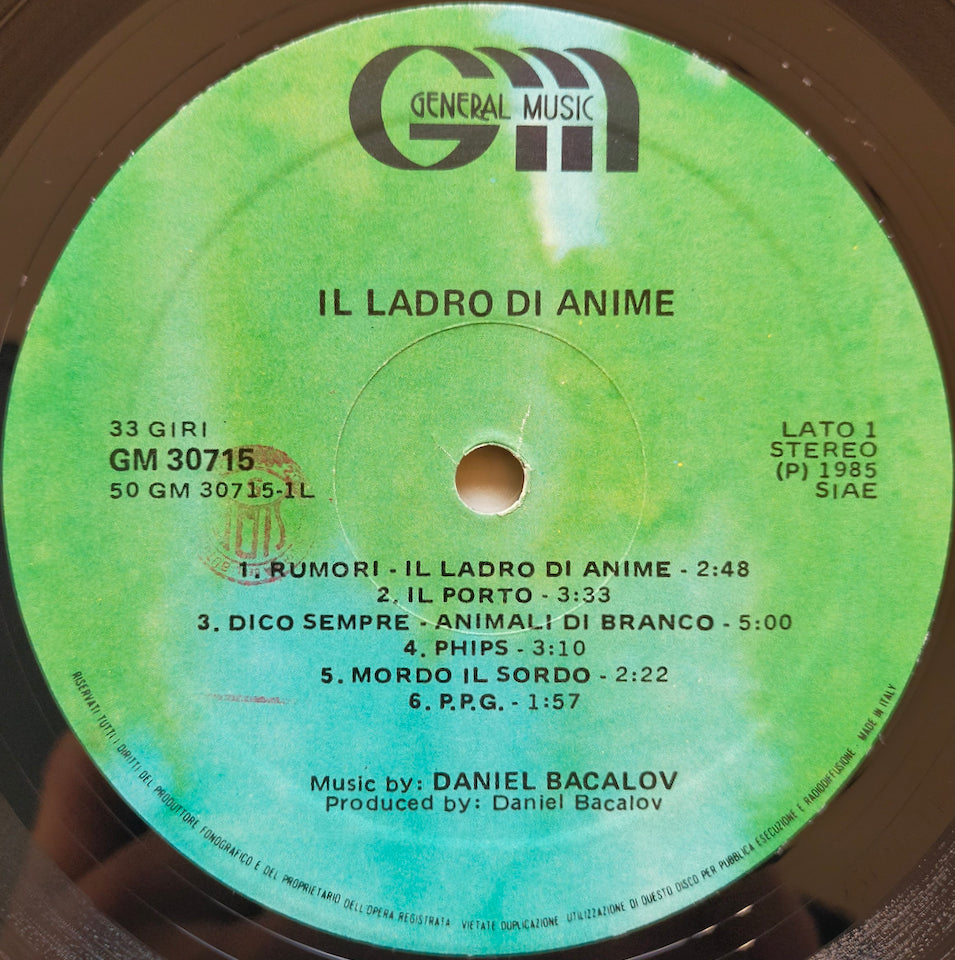 GENERAL MUSIC
IL LADRO DI ANIME
33 GIRI
GM 30715
50 GM 30715-1L
LATO 1
STEREO
(P) 1985
SIAE
1. RUMORI - IL LADRO DI ANIME - 2:48
2. IL PORTO - 3:33
3. DICO SEMPRE - ANIMALI DI BRANCO - 5:00
4. PHIPS - 3:10
5. MORDO IL SORDO - 2:22
6. P.P.G. - 1:57
Music by: DANIEL BACALOV
Produced by: Daniel Bacalov
RISERVATI TUTTI I DIRITTI DEL PRODUTTORE FONOGRAFICO E DEL PROPRIETARIO DELL'OPERA REGISTRATA VIETATE DUPLICAZIONE UTILIZZAZIONE DI QUESTO DISCO PER PUBBLICA ESECUZIONE E RADIODIFFUSIONE - MADE IN ITALY